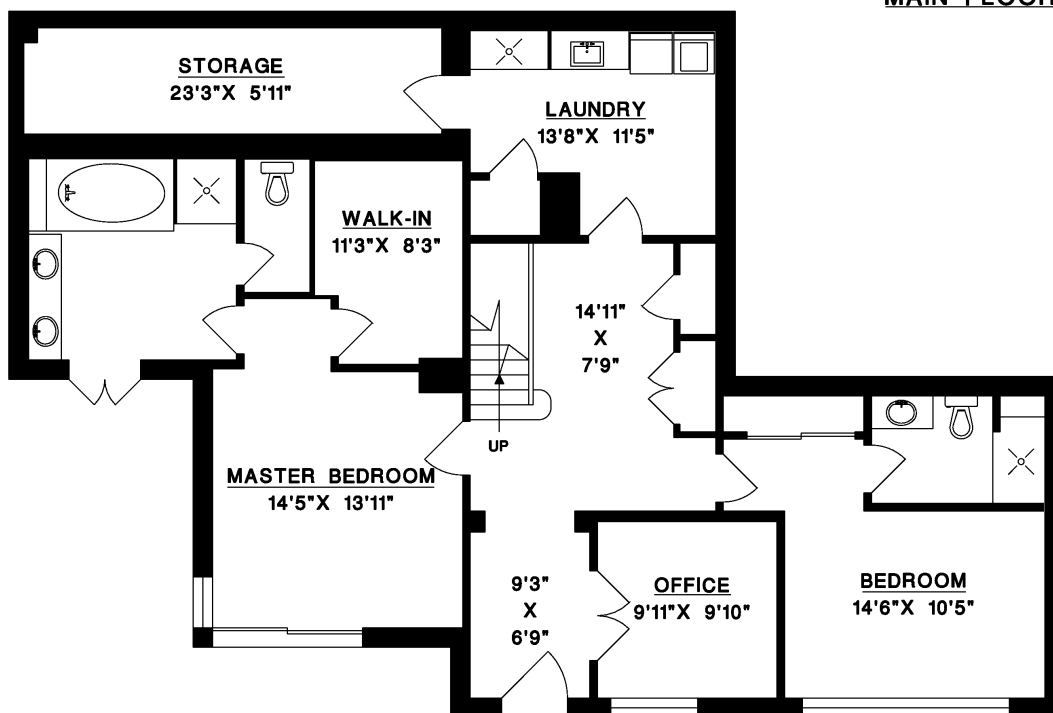 MAIN FLOOR
STORAGE
23'3"X 5'11"
LAUNDRY
13'8"X 11'5"
WALK-IN
11'3"X 8'3"
14'11"
X
7'9"
UP
MASTER BEDROOM
14'5"X 13'11"
9'3"
X
6'9"
OFFICE
9'11"X 9'10"
BEDROOM
14'6"X 10'5"